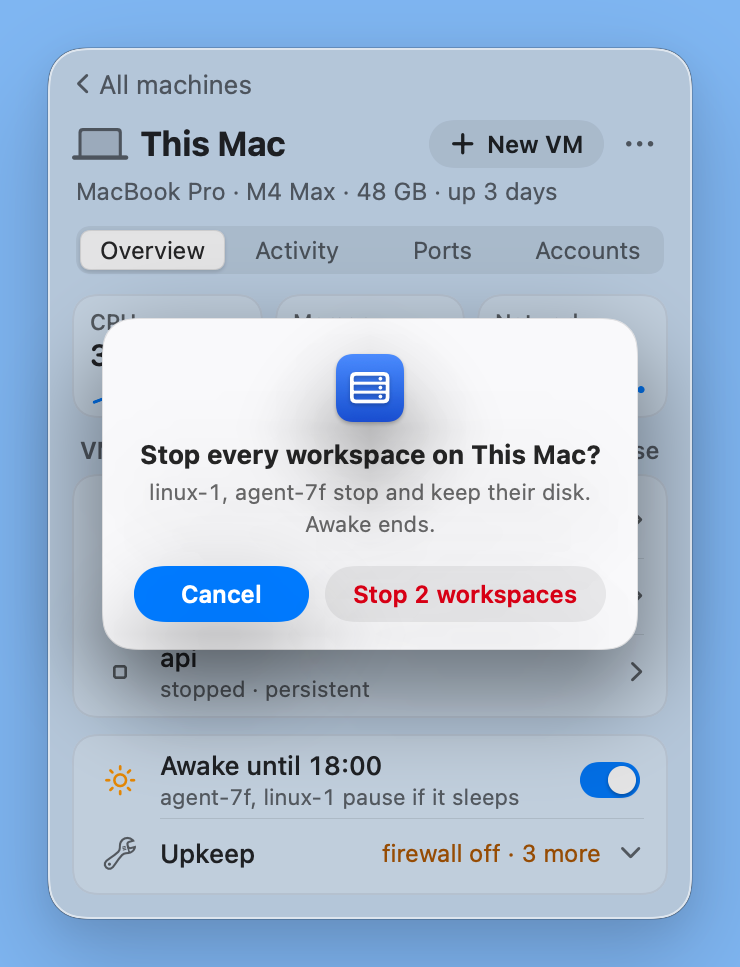 All machines
This Mac
New VM
MacBook Pro · M4 Max · 48 GB · up 3 days
Overview Activity Ports Accounts
Stop every workspace on This Mac?
linux-1, agent-7f stop and keep their disk.
Awake ends.
Cancel Stop 2 workspaces
api
stopped · persistent
Awake until 18:00
agent-7f, linux-1 pause if it sleeps
Upkeep firewall off · 3 more